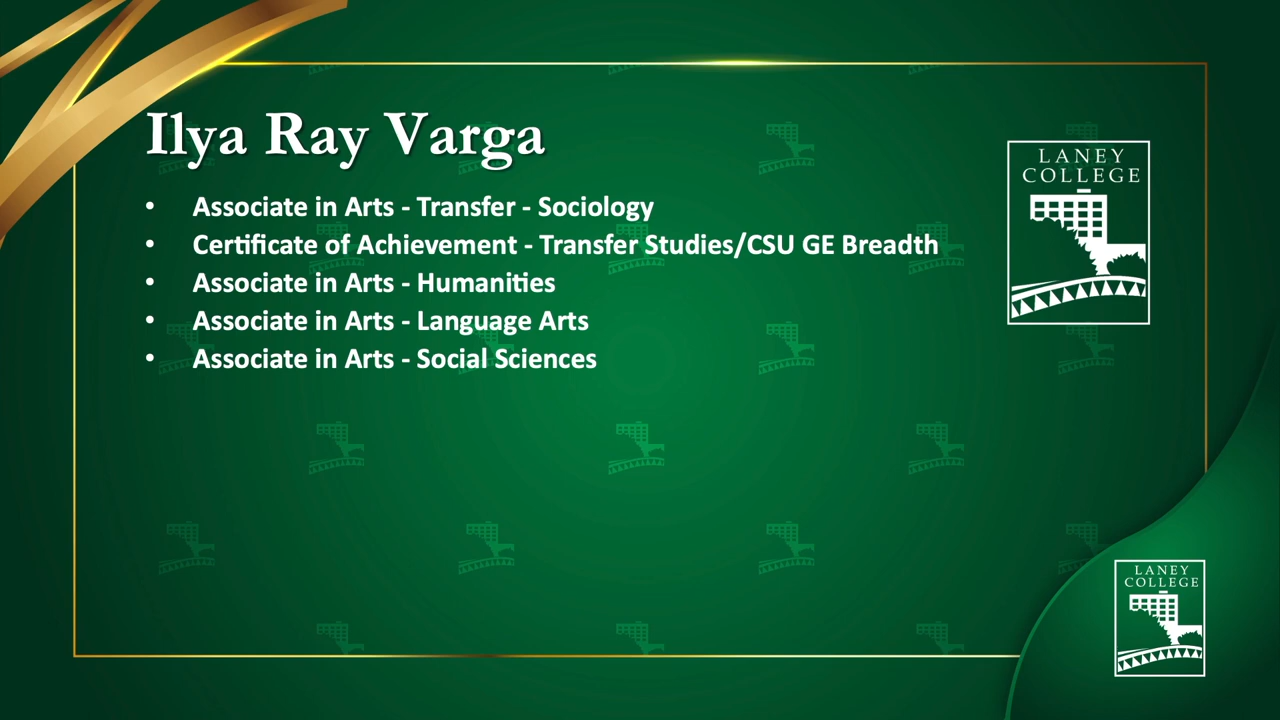 Ilya Ray Varga
• Associate in Arts - Transfer - Sociology
• Certificate of Achievement - Transfer Studies/CSU GE Breadth
• Associate in Arts - Humanities
• Associate in Arts - Language Arts
• Associate in Arts - Social Sciences
LANEY
COLLEGE
LANEY
COLLEGE